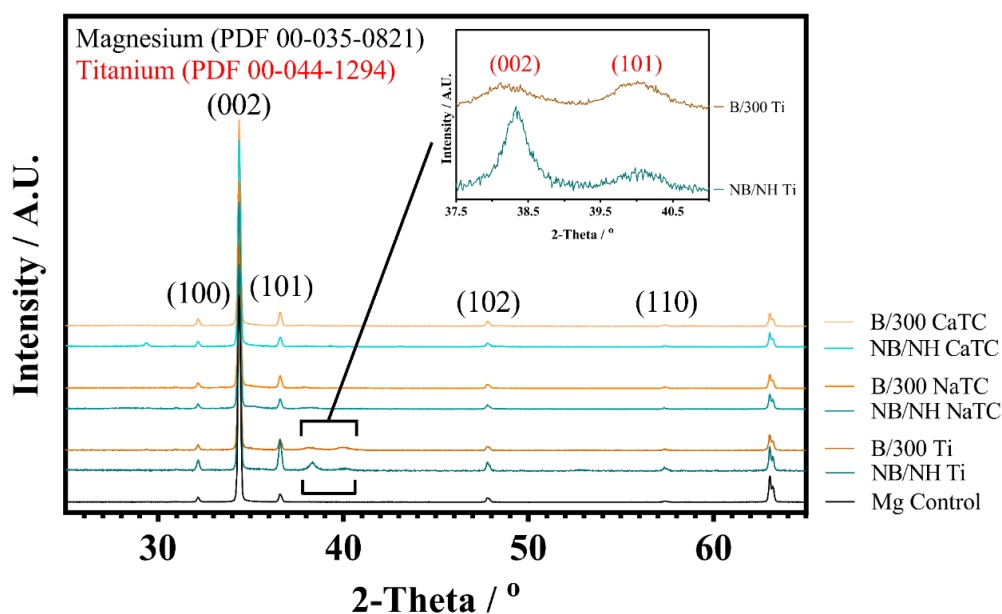 Magnesium (PDF 00-035-0821)
Titanium (PDF 00-044-1294)
(002)
(100)
(101)
(102)
(110)
(002)
(101)
B/300 Ti
NB/NH Ti
Intensity / A.U.
37.5 38.5 39.5 40.5
2-Theta / °
B/300 CaTC
NB/NH CaTC
B/300 NaTC
NB/NH NaTC
B/300 Ti
NB/NH Ti
Mg Control
Intensity / A.U.
30 40 50 60
2-Theta / °